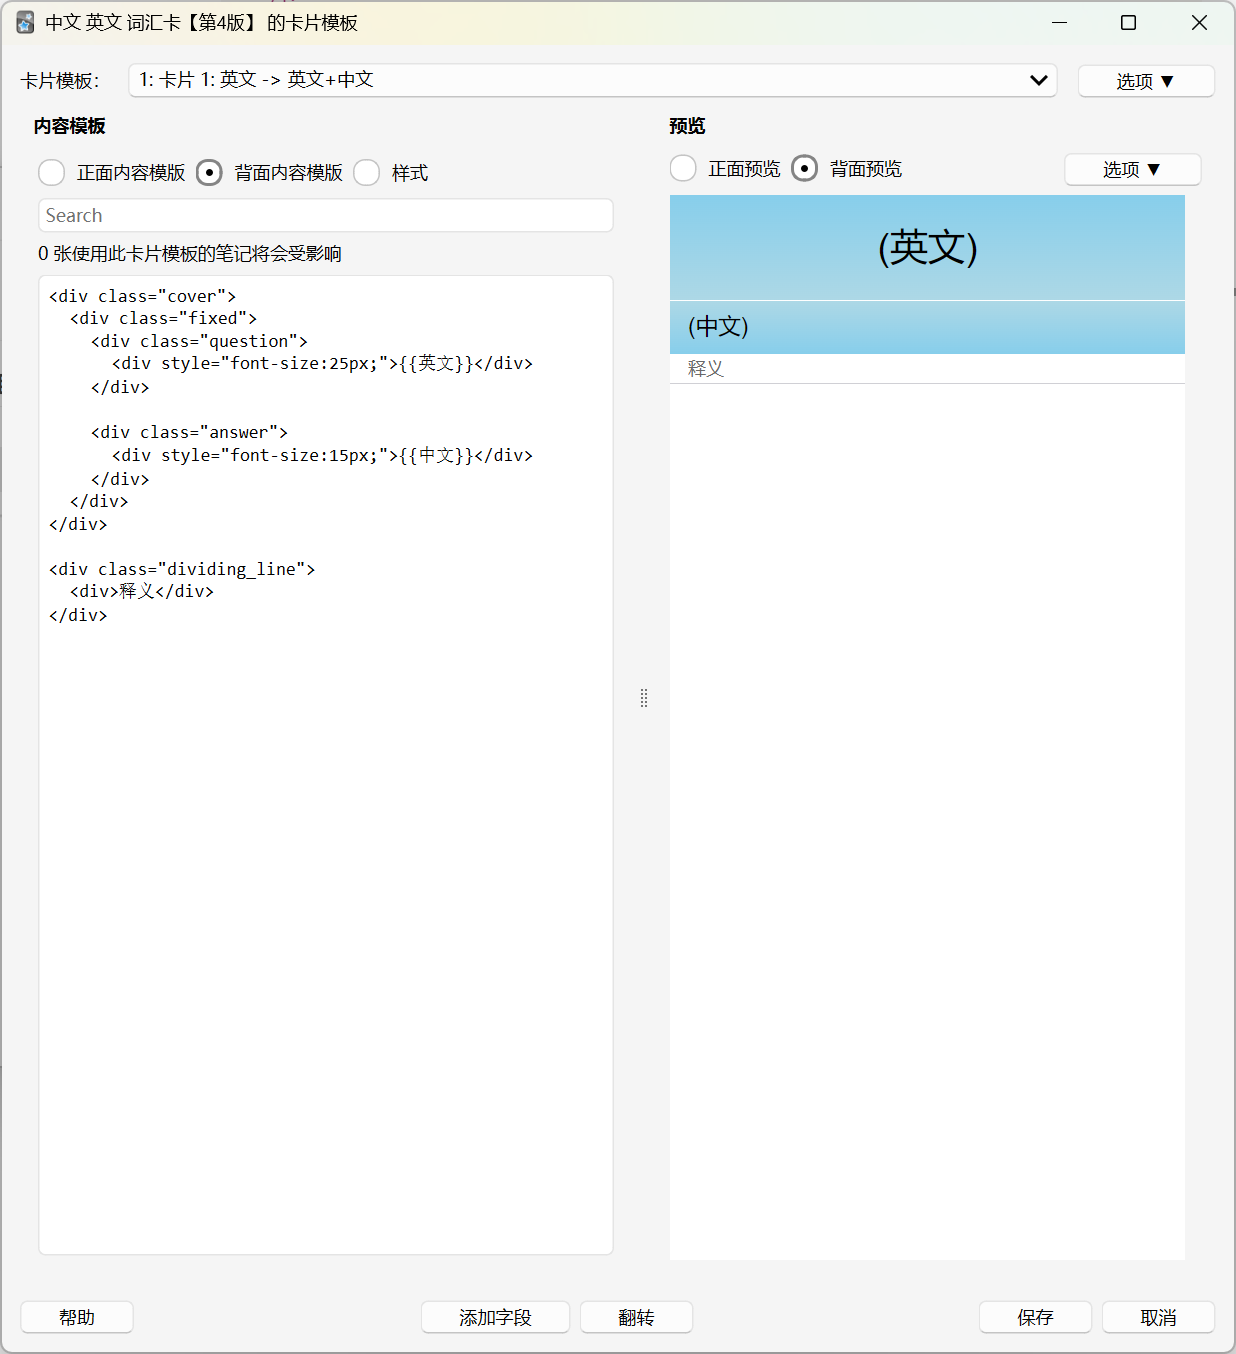 中文 英文 词汇卡【第4版】 的卡片模板
卡片模板：
1: 卡片 1: 英文 -> 英文+中文
选项 ▼
内容模板
预览
正面内容模版
背面内容模版
样式
正面预览
背面预览
选项 ▼
Search
0 张使用此卡片模板的笔记将会受影响
<div class="cover">
  <div class="fixed">
    <div class="question">
      <div style="font-size:25px;">{{英文}}</div>
    </div>

    <div class="answer">
      <div style="font-size:15px;">{{中文}}</div>
    </div>
  </div>
</div>

<div class="dividing_line">
  <div>释义</div>
</div>
(英文)
(中文)
释义
帮助
添加字段
翻转
保存
取消